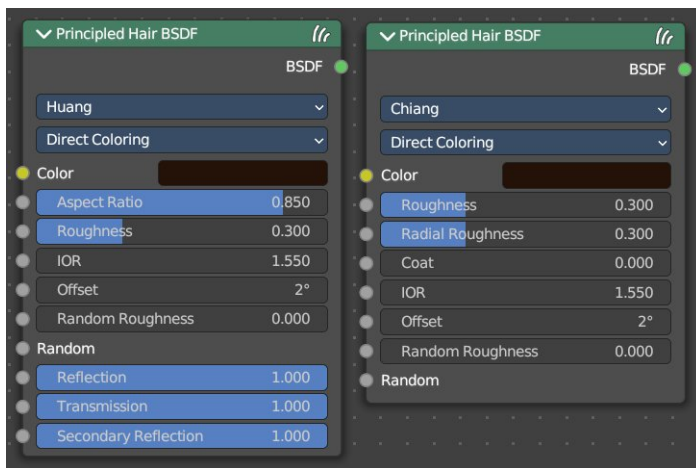 Principled Hair BSDF
BSDF
Huang
Direct Coloring
Color
Aspect Ratio 0.850
Roughness 0.300
IOR 1.550
Offset 2°
Random Roughness 0.000
Random
Reflection 1.000
Transmission 1.000
Secondary Reflection 1.000
Principled Hair BSDF
BSDF
Chiang
Direct Coloring
Color
Roughness 0.300
Radial Roughness 0.300
Coat 0.000
IOR 1.550
Offset 2°
Random Roughness 0.000
Random